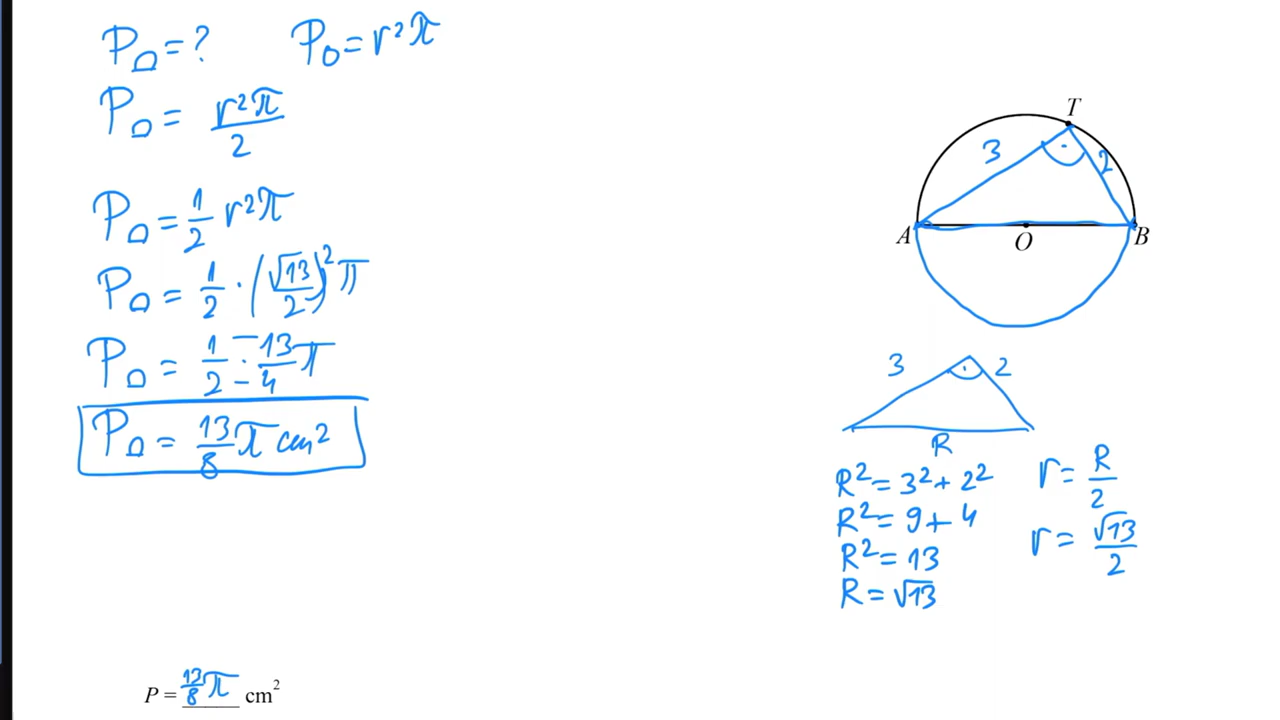 P⌓ = ? P○ = r²π
P⌓ = r²π/2
P⌓ = 1/2 r²π
P⌓ = 1/2 · (√13/2)² π
P⌓ = 1/2 · 13/4 π
P⌓ = 13/8 π cm²
P = 13/8 π cm²
T
3 2
A O B
3 2
R
R² = 3² + 2²
R² = 9 + 4
R² = 13
R = √13
r = R/2
r = √13/2